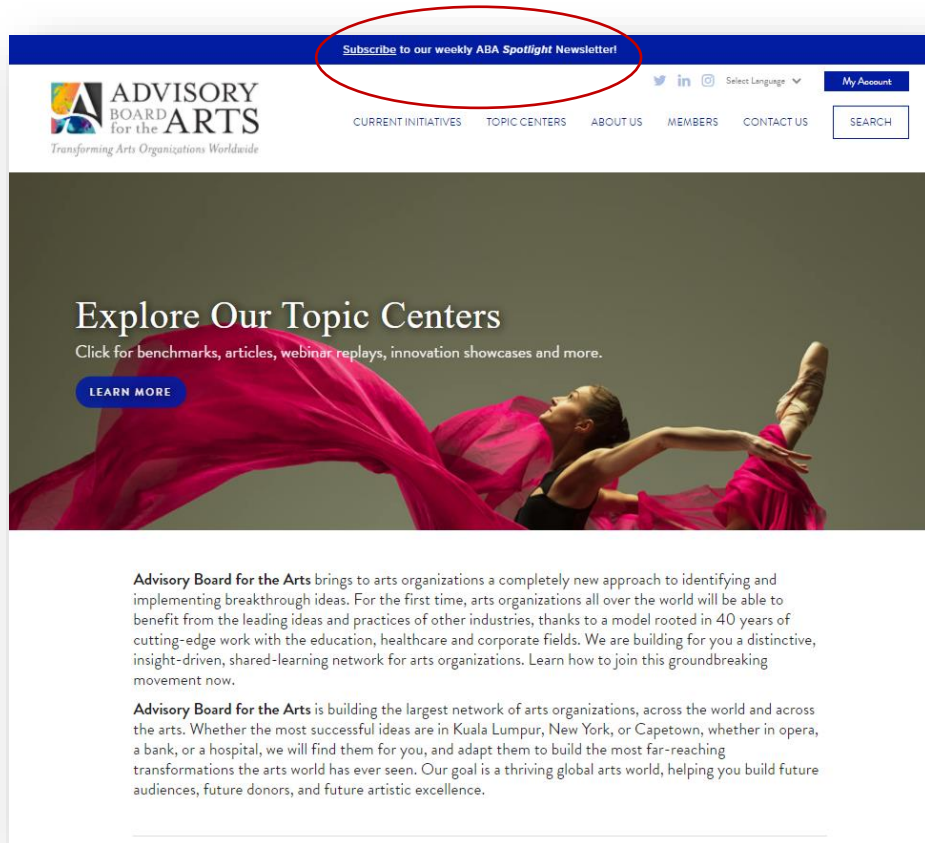 Subscribe to our weekly ABA Spotlight Newsletter!
Select Language
My Account
ADVISORY
BOARD
for the ARTS
Transforming Arts Organizations Worldwide
CURRENT INITIATIVES TOPIC CENTERS ABOUT US MEMBERS CONTACT US SEARCH
Explore Our Topic Centers
Click for benchmarks, articles, webinar replays, innovation showcases and more.
LEARN MORE
Advisory Board for the Arts brings to arts organizations a completely new approach to identifying and
implementing breakthrough ideas. For the first time, arts organizations all over the world will be able to
benefit from the leading ideas and practices of other industries, thanks to a model rooted in 40 years of
cutting-edge work with the education, healthcare and corporate fields. We are building for you a distinctive,
insight-driven, shared-learning network for arts organizations. Learn how to join this groundbreaking
movement now.
Advisory Board for the Arts is building the largest network of arts organizations, across the world and across
the arts. Whether the most successful ideas are in Kuala Lumpur, New York, or Capetown, whether in opera,
a bank, or a hospital, we will find them for you, and adapt them to build the most far-reaching
transformations the arts world has ever seen. Our goal is a thriving global arts world, helping you build future
audiences, future donors, and future artistic excellence.